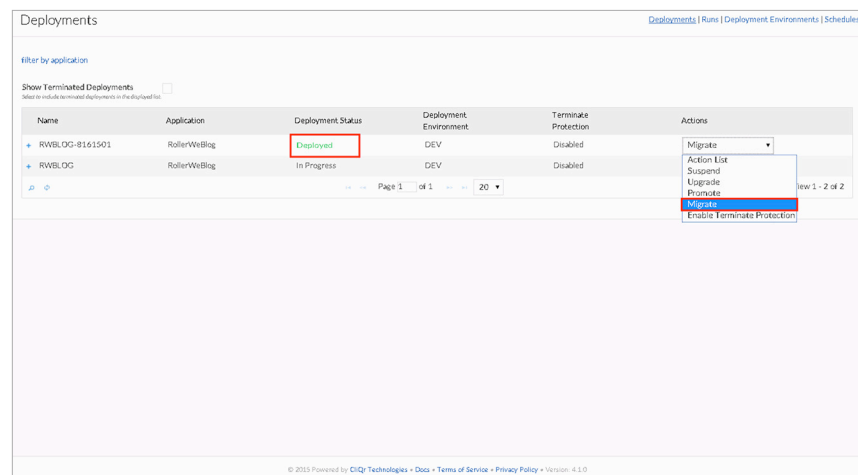 Deployments
Deployments | Runs | Deployment Environments | Schedules
filter by application
Show Terminated Deployments
Select to include terminated deployments in the displayed list.
Name Application Deployment Status Deployment Environment Terminate Protection Actions
RWBLOG-8161501 RollerWeBlog Deployed DEV Disabled Migrate
RWBLOG RollerWeBlog In Progress DEV Disabled
Action List
Suspend
Upgrade
Promote
Migrate
Enable Terminate Protection
Page 1 of 1 20 iew 1 - 2 of 2
© 2015 Powered by CliQr Technologies • Docs • Terms of Service • Privacy Policy • Version: 4.1.0